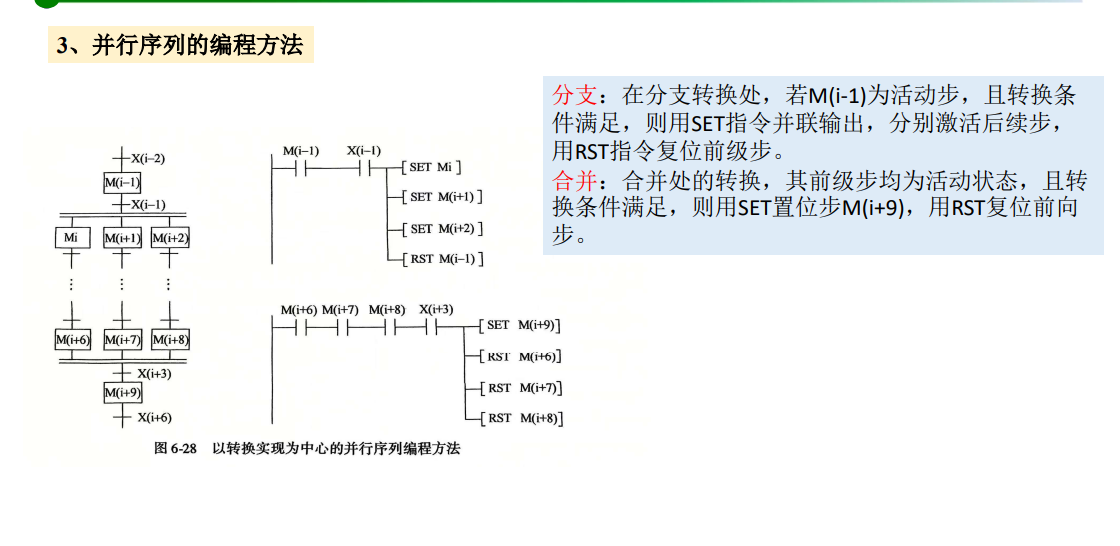 3、并行序列的编程方法
分支：在分支转换处，若M(i-1)为活动步，且转换条
件满足，则用SET指令并联输出，分别激活后续步，
用RST指令复位前级步。
合并：合并处的转换，其前级步均为活动状态，且转
换条件满足，则用SET置位步M(i+9)，用RST复位前向
步。
X(i−2)
M(i−1)
X(i−1)
Mi M(i+1) M(i+2)
⋮ ⋮ ⋮
M(i+6) M(i+7) M(i+8)
X(i+3)
M(i+9)
X(i+6)
M(i−1) X(i−1)
[ SET Mi ]
[ SET M(i+1) ]
[ SET M(i+2) ]
[ RST M(i−1) ]
M(i+6) M(i+7) M(i+8) X(i+3)
[ SET M(i+9)]
[ RST M(i+6)]
[ RST M(i+7)]
[ RST M(i+8)]
图 6-28 以转换实现为中心的并行序列编程方法